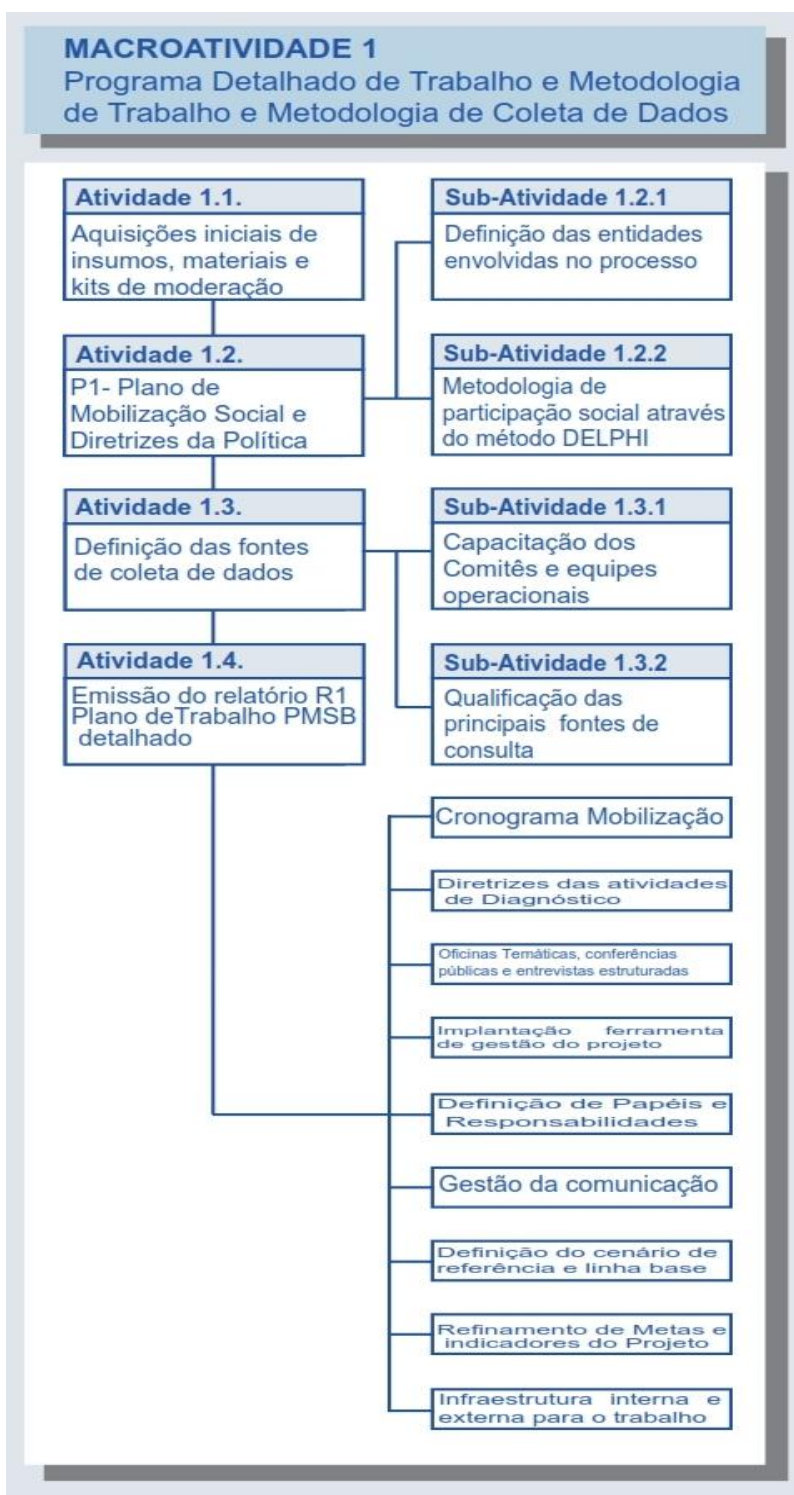 MACROATIVIDADE 1
Programa Detalhado de Trabalho e Metodologia
de Trabalho e Metodologia de Coleta de Dados
Atividade 1.1.
Aquisições iniciais de
insumos, materiais e
kits de moderação
Sub-Atividade 1.2.1
Definição das entidades
envolvidas no processo
Atividade 1.2.
P1- Plano de
Mobilização Social e
Diretrizes da Política
Sub-Atividade 1.2.2
Metodologia de
participação social através
do método DELPHI
Atividade 1.3.
Definição das fontes
de coleta de dados
Sub-Atividade 1.3.1
Capacitação dos
Comitês e equipes
operacionais
Atividade 1.4.
Emissão do relatório R1
Plano deTrabalho PMSB
detalhado
Sub-Atividade 1.3.2
Qualificação das
principais fontes de
consulta
Cronograma Mobilização
Diretrizes das atividades
de Diagnóstico
Oficinas Temáticas, conferências
públicas e entrevistas estruturadas
Implantação ferramenta
de gestão do projeto
Definição de Papéis e
Responsabilidades
Gestão da comunicação
Definição do cenário de
referência e linha base
Refinamento de Metas e
indicadores do Projeto
Infraestrutura interna e
externa para o trabalho